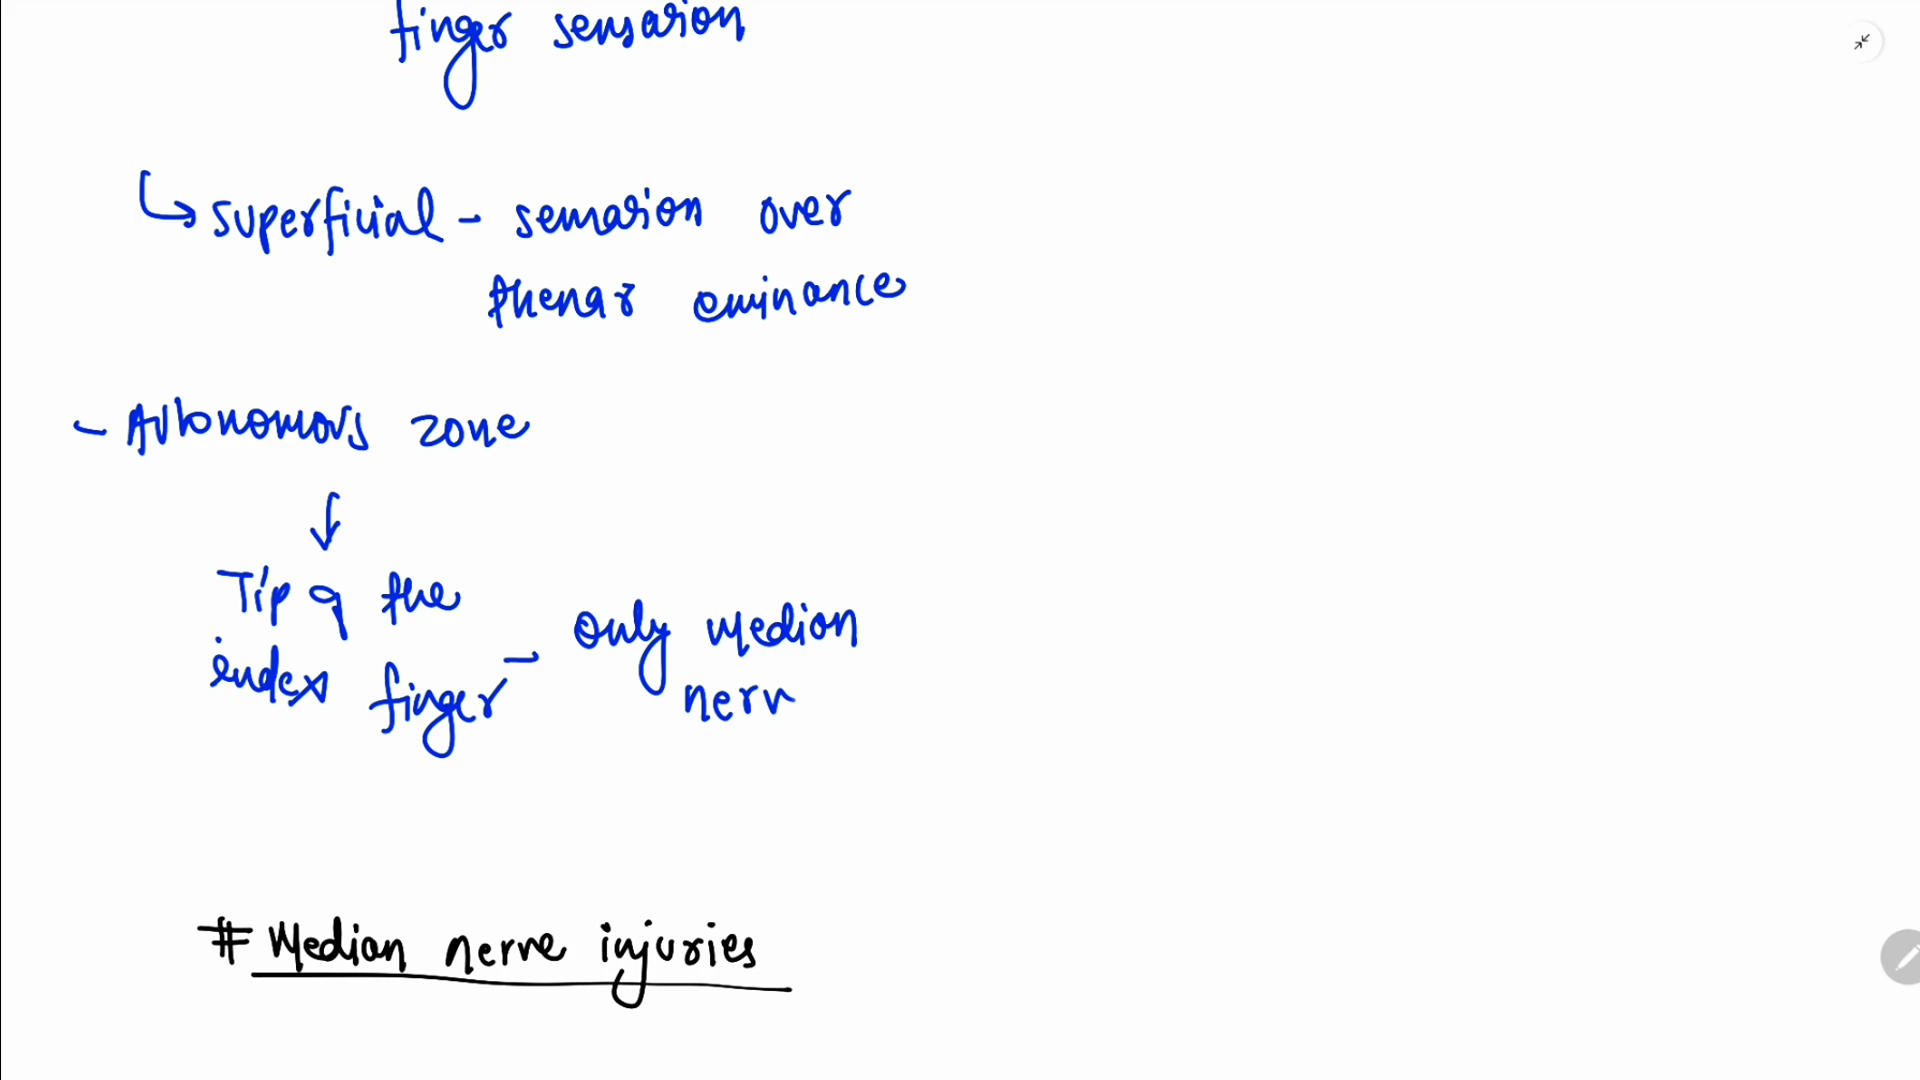 finger sensation
↳ superficial - sensation over
thenar eminance
- Autonomous zone
↓
Tip of the
index finger - only median
nerv
# Median nerve injuries